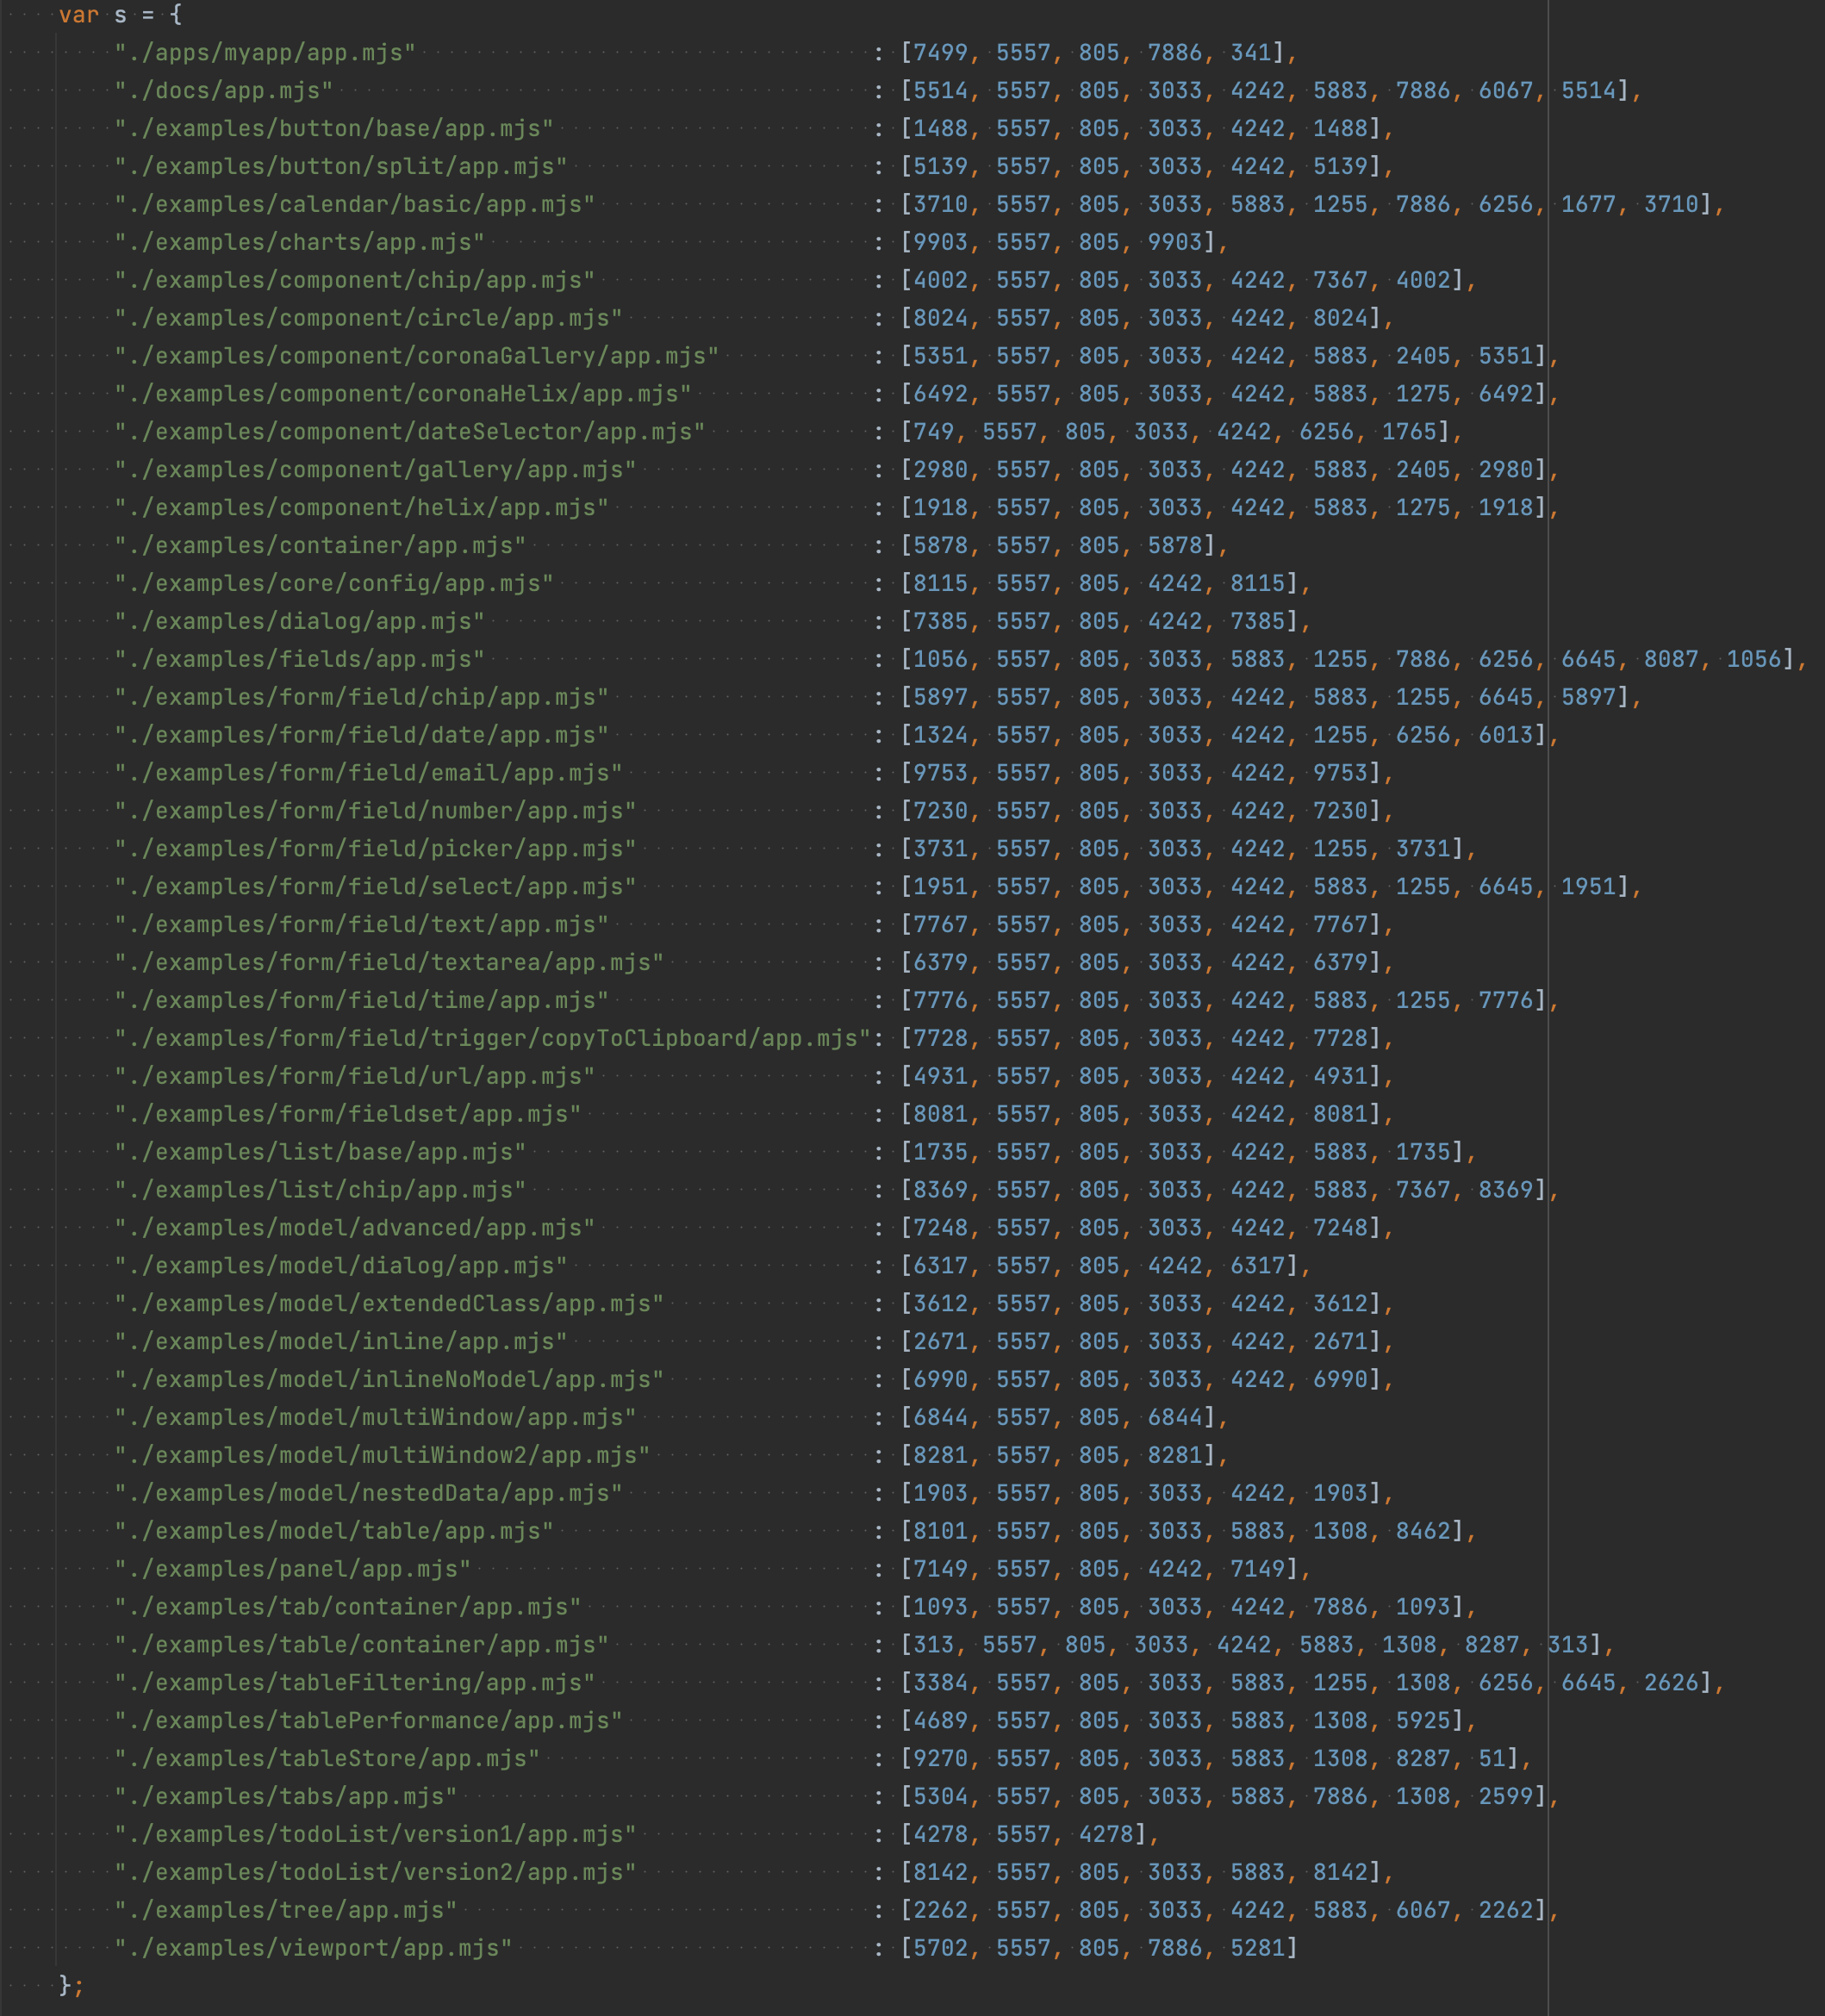 var s = {
"./apps/myapp/app.mjs" : [7499, 5557, 805, 7886, 341],
"./docs/app.mjs" : [5514, 5557, 805, 3033, 4242, 5883, 7886, 6067, 5514],
"./examples/button/base/app.mjs" : [1488, 5557, 805, 3033, 4242, 1488],
"./examples/button/split/app.mjs" : [5139, 5557, 805, 3033, 4242, 5139],
"./examples/calendar/basic/app.mjs" : [3710, 5557, 805, 3033, 5883, 1255, 7886, 6256, 1677, 3710],
"./examples/charts/app.mjs" : [9903, 5557, 805, 9903],
"./examples/component/chip/app.mjs" : [4002, 5557, 805, 3033, 4242, 7367, 4002],
"./examples/component/circle/app.mjs" : [8024, 5557, 805, 3033, 4242, 8024],
"./examples/component/coronaGallery/app.mjs" : [5351, 5557, 805, 3033, 4242, 5883, 2405, 5351],
"./examples/component/coronaHelix/app.mjs" : [6492, 5557, 805, 3033, 4242, 5883, 1275, 6492],
"./examples/component/dateSelector/app.mjs" : [749, 5557, 805, 3033, 4242, 6256, 1765],
"./examples/component/gallery/app.mjs" : [2980, 5557, 805, 3033, 4242, 5883, 2405, 2980],
"./examples/component/helix/app.mjs" : [1918, 5557, 805, 3033, 4242, 5883, 1275, 1918],
"./examples/container/app.mjs" : [5878, 5557, 805, 5878],
"./examples/core/config/app.mjs" : [8115, 5557, 805, 4242, 8115],
"./examples/dialog/app.mjs" : [7385, 5557, 805, 4242, 7385],
"./examples/fields/app.mjs" : [1056, 5557, 805, 3033, 5883, 1255, 7886, 6256, 6645, 8087, 1056],
"./examples/form/field/chip/app.mjs" : [5897, 5557, 805, 3033, 4242, 5883, 1255, 6645, 5897],
"./examples/form/field/date/app.mjs" : [1324, 5557, 805, 3033, 4242, 1255, 6256, 6013],
"./examples/form/field/email/app.mjs" : [9753, 5557, 805, 3033, 4242, 9753],
"./examples/form/field/number/app.mjs" : [7230, 5557, 805, 3033, 4242, 7230],
"./examples/form/field/picker/app.mjs" : [3731, 5557, 805, 3033, 4242, 1255, 3731],
"./examples/form/field/select/app.mjs" : [1951, 5557, 805, 3033, 4242, 5883, 1255, 6645, 1951],
"./examples/form/field/text/app.mjs" : [7767, 5557, 805, 3033, 4242, 7767],
"./examples/form/field/textarea/app.mjs" : [6379, 5557, 805, 3033, 4242, 6379],
"./examples/form/field/time/app.mjs" : [7776, 5557, 805, 3033, 4242, 5883, 1255, 7776],
"./examples/form/field/trigger/copyToClipboard/app.mjs": [7728, 5557, 805, 3033, 4242, 7728],
"./examples/form/field/url/app.mjs" : [4931, 5557, 805, 3033, 4242, 4931],
"./examples/form/fieldset/app.mjs" : [8081, 5557, 805, 3033, 4242, 8081],
"./examples/list/base/app.mjs" : [1735, 5557, 805, 3033, 4242, 5883, 1735],
"./examples/list/chip/app.mjs" : [8369, 5557, 805, 3033, 4242, 5883, 7367, 8369],
"./examples/model/advanced/app.mjs" : [7248, 5557, 805, 3033, 4242, 7248],
"./examples/model/dialog/app.mjs" : [6317, 5557, 805, 4242, 6317],
"./examples/model/extendedClass/app.mjs" : [3612, 5557, 805, 3033, 4242, 3612],
"./examples/model/inline/app.mjs" : [2671, 5557, 805, 3033, 4242, 2671],
"./examples/model/inlineNoModel/app.mjs" : [6990, 5557, 805, 3033, 4242, 6990],
"./examples/model/multiWindow/app.mjs" : [6844, 5557, 805, 6844],
"./examples/model/multiWindow2/app.mjs" : [8281, 5557, 805, 8281],
"./examples/model/nestedData/app.mjs" : [1903, 5557, 805, 3033, 4242, 1903],
"./examples/model/table/app.mjs" : [8101, 5557, 805, 3033, 5883, 1308, 8462],
"./examples/panel/app.mjs" : [7149, 5557, 805, 4242, 7149],
"./examples/tab/container/app.mjs" : [1093, 5557, 805, 3033, 4242, 7886, 1093],
"./examples/table/container/app.mjs" : [313, 5557, 805, 3033, 4242, 5883, 1308, 8287, 313],
"./examples/tableFiltering/app.mjs" : [3384, 5557, 805, 3033, 5883, 1255, 1308, 6256, 6645, 2626],
"./examples/tablePerformance/app.mjs" : [4689, 5557, 805, 3033, 5883, 1308, 5925],
"./examples/tableStore/app.mjs" : [9270, 5557, 805, 3033, 5883, 1308, 8287, 51],
"./examples/tabs/app.mjs" : [5304, 5557, 805, 3033, 5883, 7886, 1308, 2599],
"./examples/todoList/version1/app.mjs" : [4278, 5557, 4278],
"./examples/todoList/version2/app.mjs" : [8142, 5557, 805, 3033, 5883, 8142],
"./examples/tree/app.mjs" : [2262, 5557, 805, 3033, 4242, 5883, 6067, 2262],
"./examples/viewport/app.mjs" : [5702, 5557, 805, 7886, 5281]
};